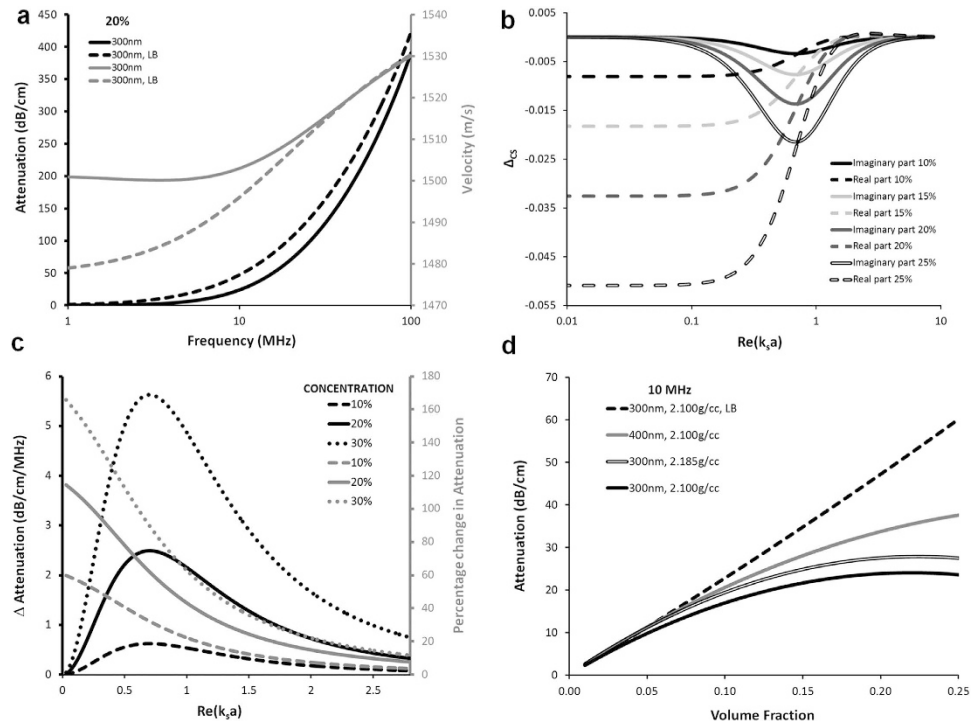 a
20%
300nm
300nm, LB
300nm
300nm, LB
Attenuation (dB/cm)
450
400
350
300
250
200
150
100
50
0
1
10
100
Frequency (MHz)
1540
1530
1520
1510
1500
1490
1480
1470
Velocity (m/s)
b
0.005
-0.005
-0.015
-0.025
-0.035
-0.045
-0.055
ΔCS
0.01
0.1
1
10
Re(ksa)
Imaginary part 10%
Real part 10%
Imaginary part 15%
Real part 15%
Imaginary part 20%
Real part 20%
Imaginary part 25%
Real part 25%
c
CONCENTRATION
10%
20%
30%
10%
20%
30%
Δ Attenuation (dB/cm/MHz)
6
5
4
3
2
1
0
0
0.5
1
1.5
2
2.5
Re(ksa)
180
160
140
120
100
80
60
40
20
0
Percentage change in Attenuation
d
10 MHz
300nm, 2.100g/cc, LB
400nm, 2.100g/cc
300nm, 2.185g/cc
300nm, 2.100g/cc
Attenuation (dB/cm)
70
60
50
40
30
20
10
0
0.00
0.05
0.10
0.15
0.20
0.25
Volume Fraction